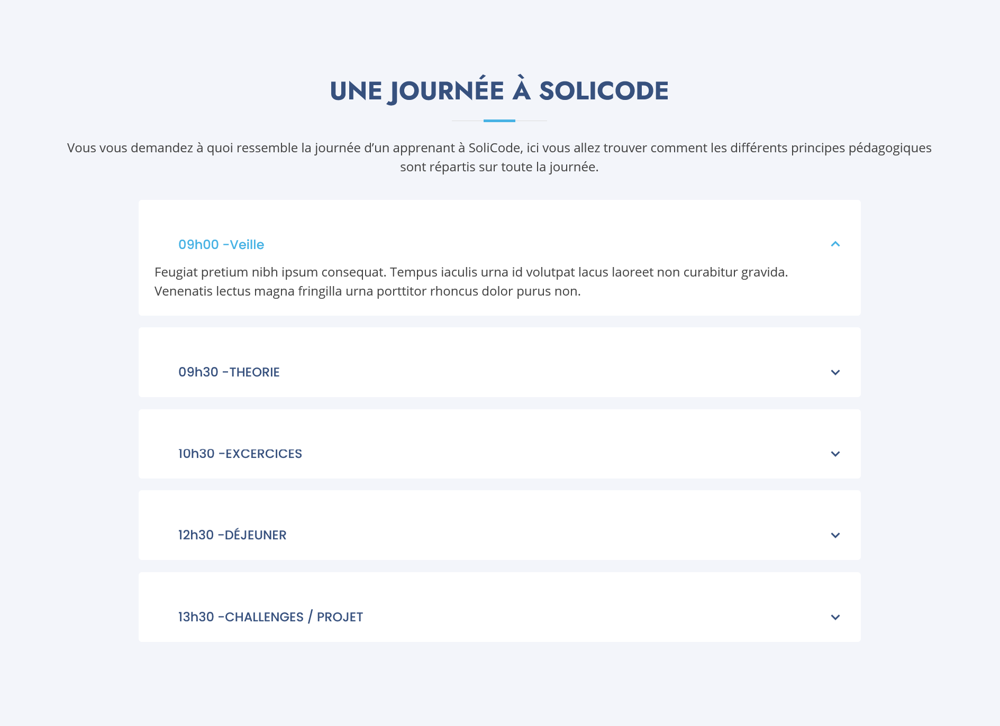 UNE JOURNÉE À SOLICODE
Vous vous demandez à quoi ressemble la journée d’un apprenant à SoliCode, ici vous allez trouver comment les différents principes pédagogiques
sont répartis sur toute la journée.
09h00 -Veille
Feugiat pretium nibh ipsum consequat. Tempus iaculis urna id volutpat lacus laoreet non curabitur gravida.
Venenatis lectus magna fringilla urna porttitor rhoncus dolor purus non.
09h30 -THEORIE
10h30 -EXCERCICES
12h30 -DÉJEUNER
13h30 -CHALLENGES / PROJET